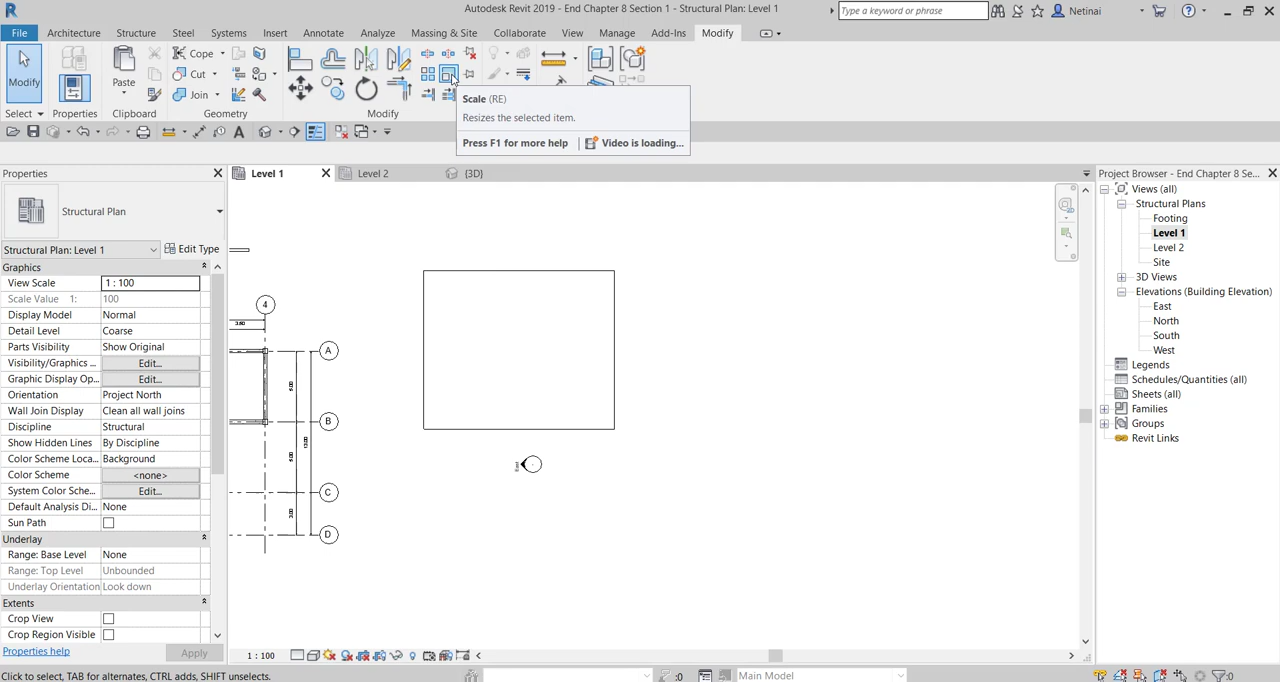 Autodesk Revit 2019 - End Chapter 8 Section 1 - Structural Plan: Level 1
Type a keyword or phrase
Netinai
File
Architecture
Structure
Steel
Systems
Insert
Annotate
Analyze
Massing & Site
Collaborate
View
Manage
Add-Ins
Modify
Modify
Paste
Cope
Cut
Join
Select
Properties
Clipboard
Geometry
Modify
Scale (RE)
Resizes the selected item.
Press F1 for more help
Video is loading...
Properties
Level 1
Level 2
{3D}
Project Browser - End Chapter 8 Se...
Structural Plan
Structural Plan: Level 1
Edit Type
Graphics
View Scale 1 : 100
Scale Value 1: 100
Display Model Normal
Detail Level Coarse
Parts Visibility Show Original
Visibility/Graphics ... Edit...
Graphic Display Op... Edit...
Orientation Project North
Wall Join Display Clean all wall joins
Discipline Structural
Show Hidden Lines By Discipline
Color Scheme Loca... Background
Color Scheme <none>
System Color Sche... Edit...
Default Analysis Di... None
Sun Path
Underlay
Range: Base Level None
Range: Top Level Unbounded
Underlay Orientation Look down
Extents
Crop View
Crop Region Visible
Properties help
Apply
4
3.80
A
B
C
D
East
Views (all)
Structural Plans
Footing
Level 1
Level 2
Site
3D Views
Elevations (Building Elevation)
East
North
South
West
Legends
Schedules/Quantities (all)
Sheets (all)
Families
Groups
Revit Links
1 : 100
Click to select, TAB for alternates, CTRL adds, SHIFT unselects.
:0
Main Model
:0